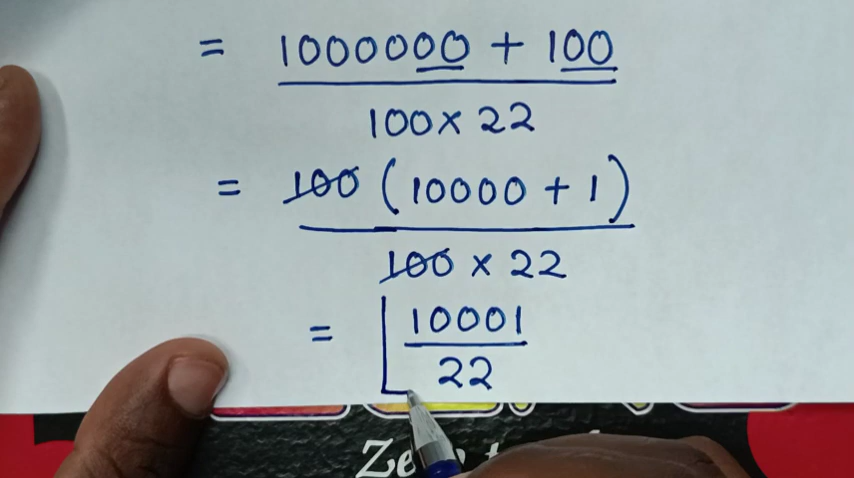 = 1000000 + 100
100 × 22
= 100 (10000 + 1)
100 × 22
= 10001
22